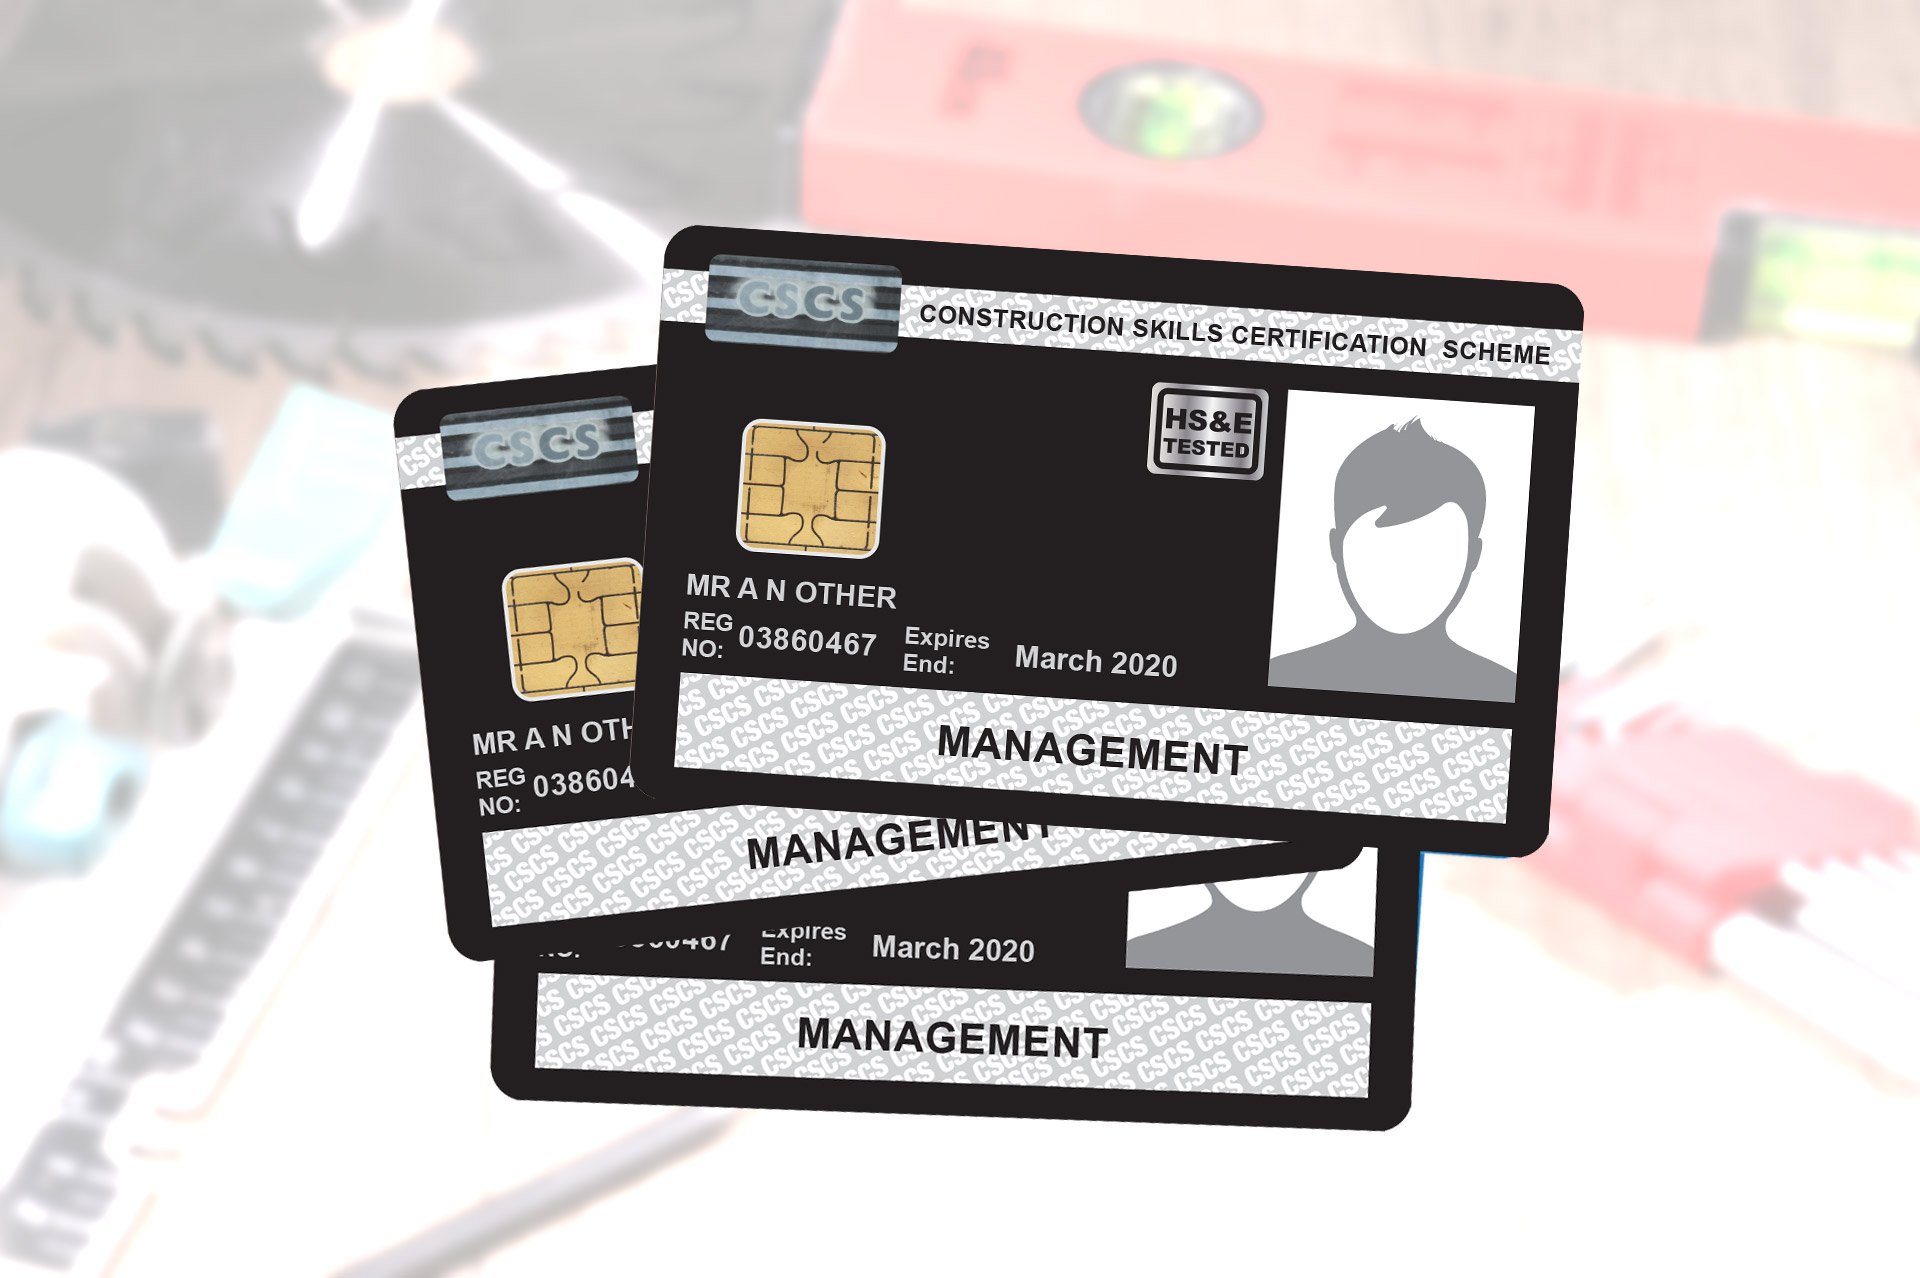 CSCS
CONSTRUCTION SKILLS CERTIFICATION SCHEME
HS&E
TESTED
MR A N OTHER
REG
NO: 03860467
Expires
End: March 2020
MANAGEMENT
CSCS
MR A N OTH
REG
NO: 038604
MANAGEMENT
Expires
End: March 2020
MANAGEMENT